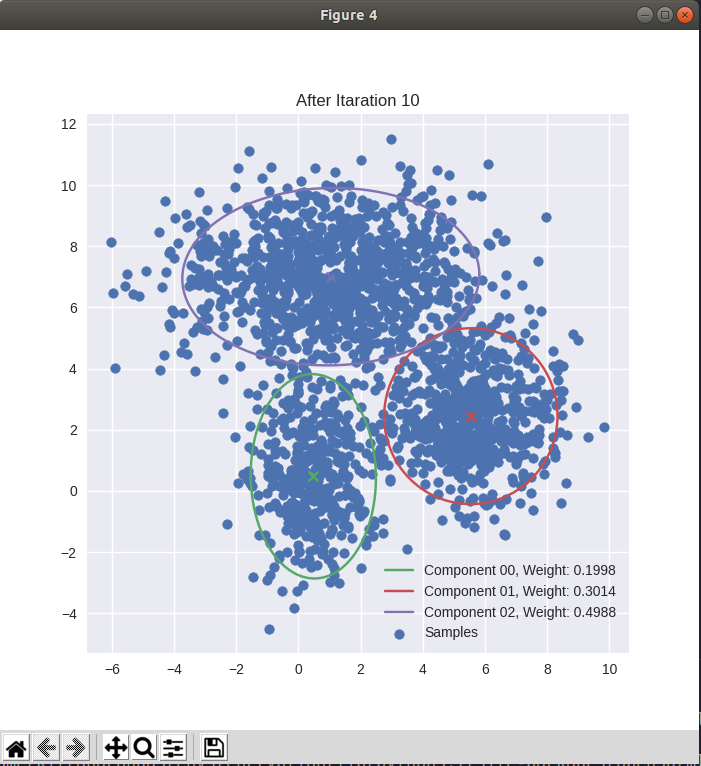 Figure 4
After Itaration 10
12
10
8
6
4
2
0
−2
−4
Component 00, Weight: 0.1998
Component 01, Weight: 0.3014
Component 02, Weight: 0.4988
Samples
−6 −4 −2 0 2 4 6 8 10